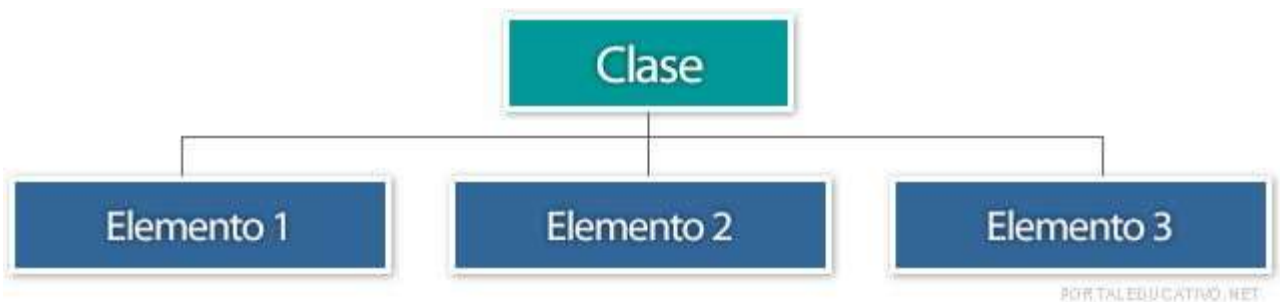 Clase
Elemento 1
Elemento 2
Elemento 3
PORTALEDUCATIVO.NET